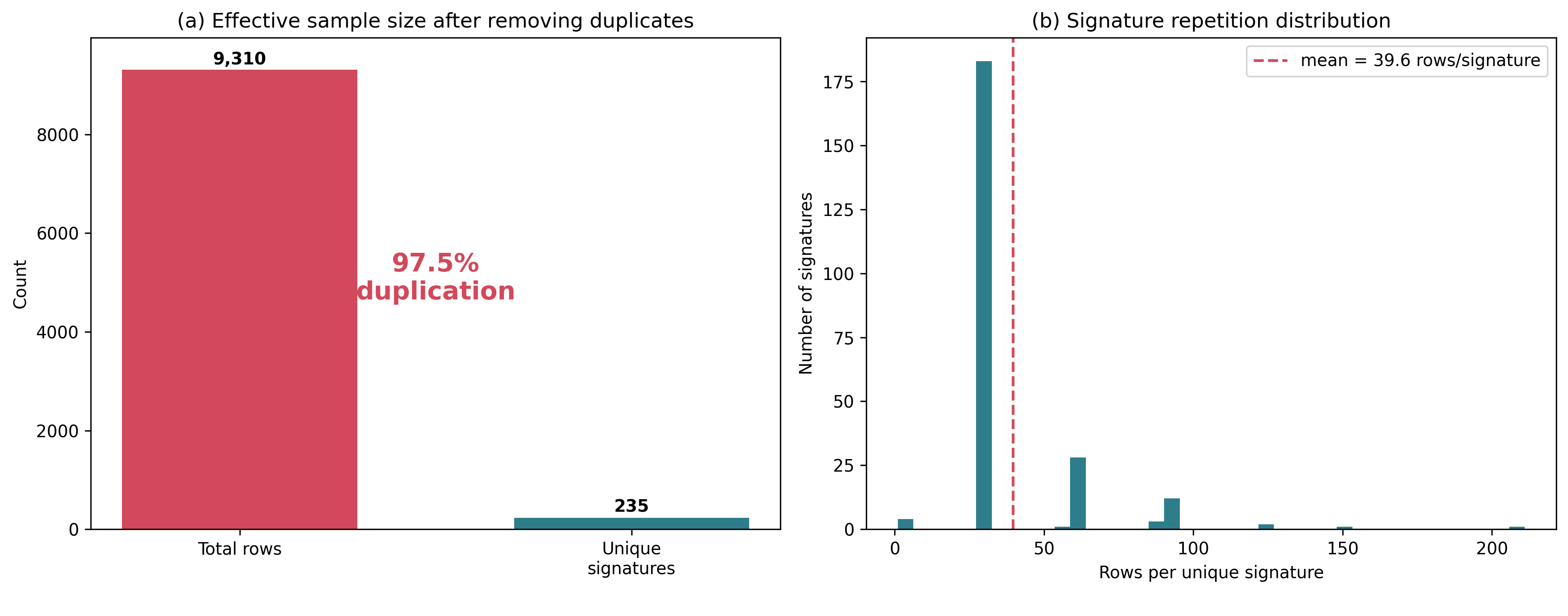 (a) Effective sample size after removing duplicates
9,310
8000
6000
4000
2000
0
Count
97.5%
duplication
235
Total rows
Unique
signatures
(b) Signature repetition distribution
mean = 39.6 rows/signature
175
150
125
100
75
50
25
0
Number of signatures
0
50
100
150
200
Rows per unique signature